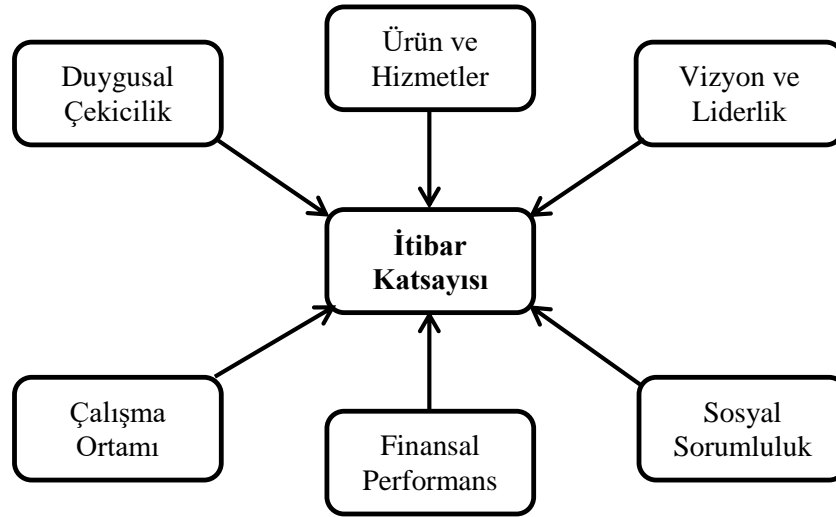 Duygusal
Çekicilik
Ürün ve
Hizmetler
Vizyon ve
Liderlik
İtibar
Katsayısı
Çalışma
Ortamı
Finansal
Performans
Sosyal
Sorumluluk